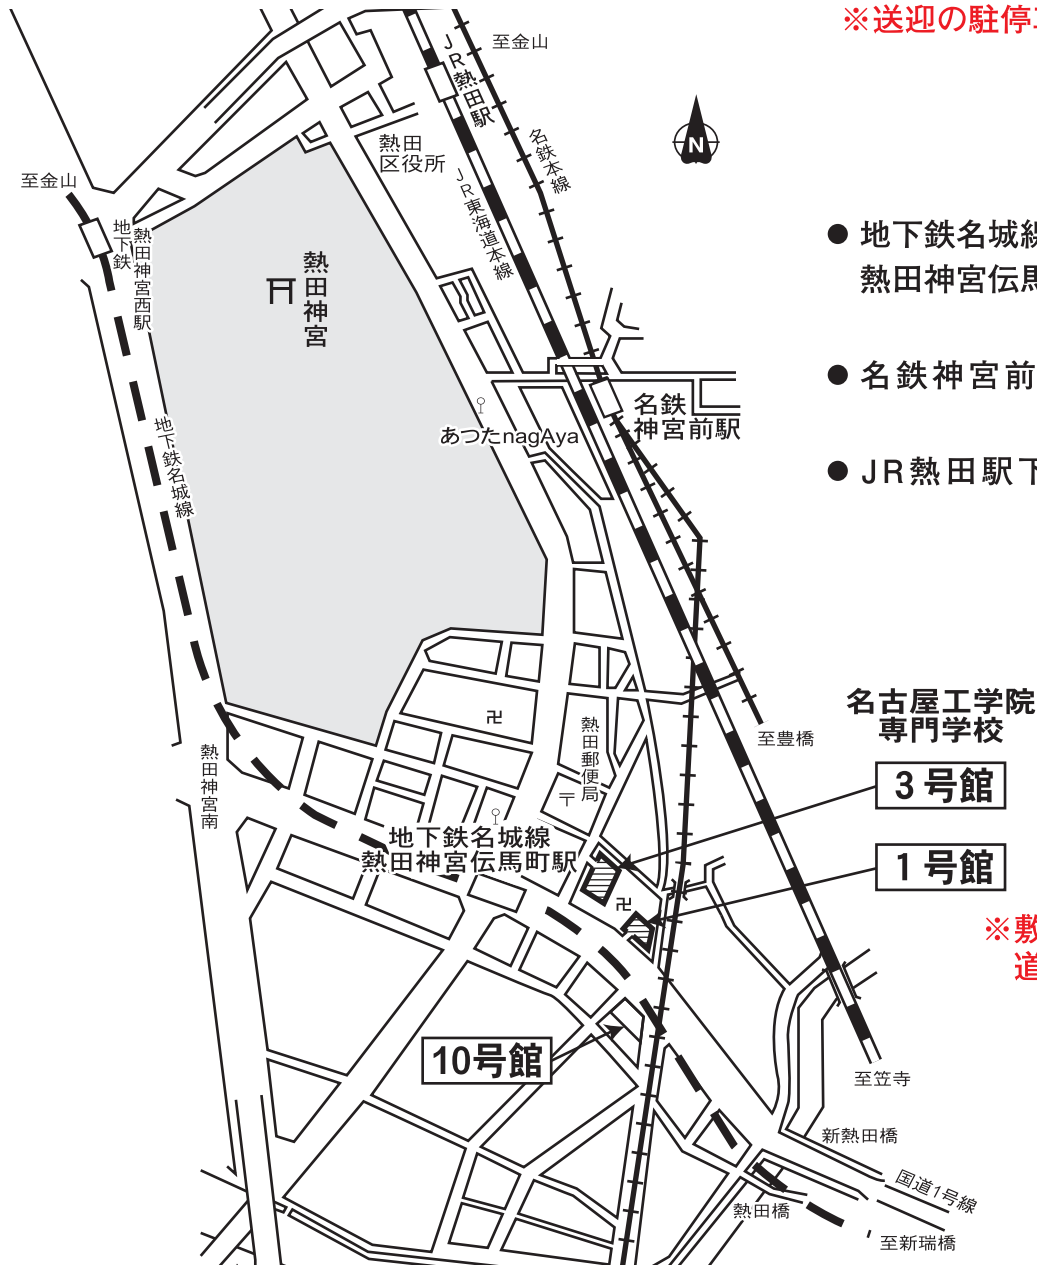 ※送迎の駐停
至金山
JR熱田駅
名鉄本線
N
熱田
区役所
JR東海道本線
至金山
地下鉄
熱田神宮西駅
熱田神宮
● 地下鉄名城線
熱田神宮伝馬
● 名鉄神宮前
● JR熱田駅下
名鉄
神宮前駅
あつたnagAya
地下鉄名城線
名古屋工学院
専門学校
至豊橋
3号館
1号館
熱田神宮南
卍
熱田郵便局
〒
地下鉄名城線
熱田神宮伝馬町駅
卍
※敷
道
10号館
至笠寺
新熱田橋
国道1号線
熱田橋
至新瑞橋